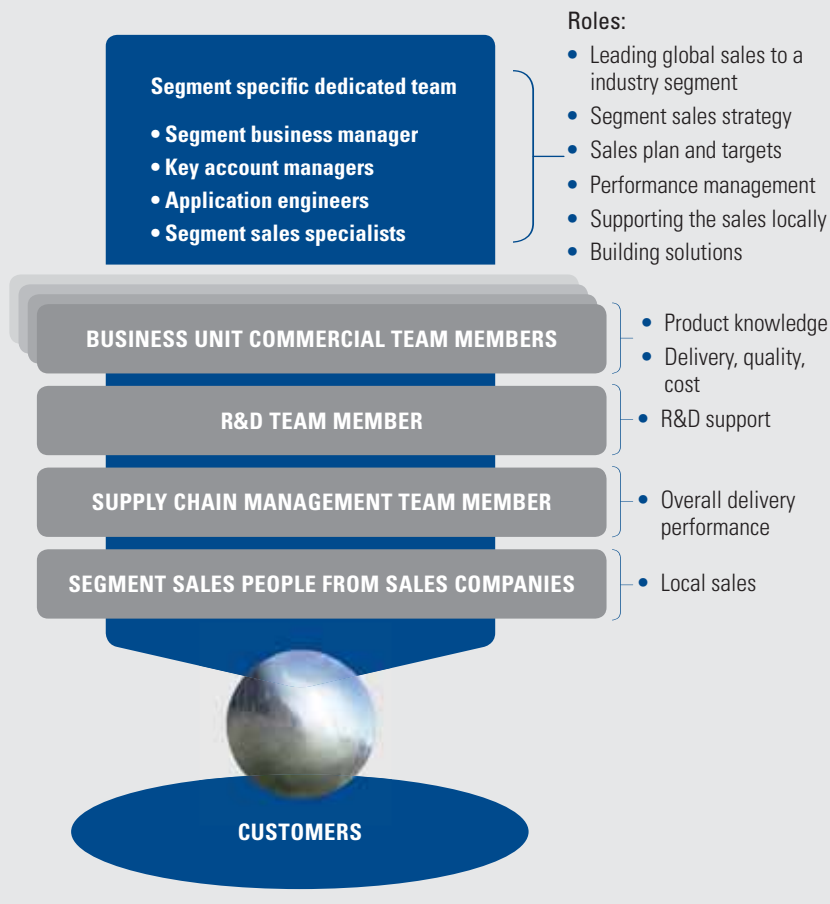 Roles:
• Leading global sales to a
industry segment
• Segment sales strategy
• Sales plan and targets
• Performance management
• Supporting the sales locally
• Building solutions
Segment specific dedicated team
• Segment business manager
• Key account managers
• Application engineers
• Segment sales specialists
BUSINESS UNIT COMMERCIAL TEAM MEMBERS
• Product knowledge
• Delivery, quality,
cost
R&D TEAM MEMBER
• R&D support
SUPPLY CHAIN MANAGEMENT TEAM MEMBER
• Overall delivery
performance
SEGMENT SALES PEOPLE FROM SALES COMPANIES
• Local sales
CUSTOMERS